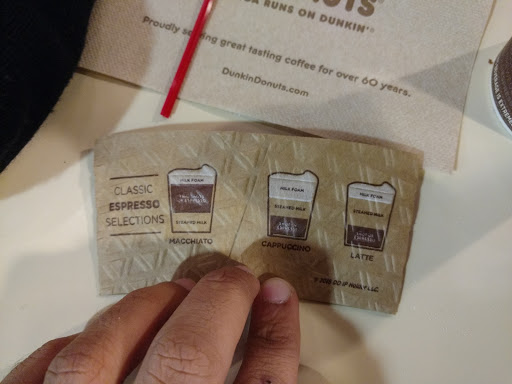 RUNS ON DUNKIN'®
Proudly serving great tasting coffee for over 60 years.
DunkinDonuts.com
CLASSIC
ESPRESSO
SELECTIONS
MILK FOAM
STEAMED MILK
MACCHIATO
MILK FOAM
STEAMED MILK
CAPPUCCINO
MILK FOAM
STEAMED MILK
LATTE